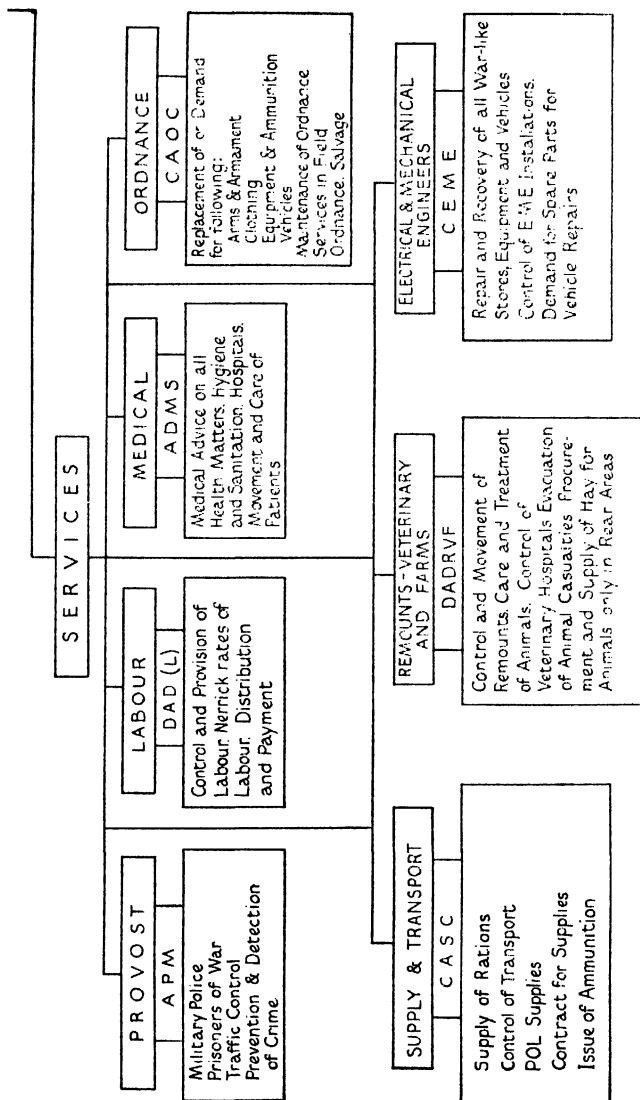 SERVICES
PROVOST
APM
Military Police
Prisoners of War
Traffic Control
Prevention & Detection
of Crime
LABOUR
DAD (L)
Control and Provision of
Labour. Nerrick rates of
Labour. Distribution
and Payment
MEDICAL
ADMS
Medical Advice on all
Health Matters. Hygiene
and Sanitation. Hospitals.
Movement and Care of
Patients
ORDNANCE
CAOC
Replacement of or Demand
for following:
Arms & Armament
Clothing
Equipment & Ammunition
Vehicles
Maintenance of Ordnance
Services in Field
Ordnance. Salvage
SUPPLY & TRANSPORT
CASC
Supply of Rations
Control of Transport
POL Supplies
Contract for Supplies
Issue of Ammunition
REMOUNTS-VETERINARY
AND FARMS
DADRVF
Control and Movement of
Remounts. Care and Treatment
of Animals. Control of
Veterinary Hospitals Evacuation
of Animal Casualties Procure-
ment and Supply of Hay for
Animals only in Rear Areas
ELECTRICAL & MECHANICAL
ENGINEERS
CEME
Repair and Recovery of all War-like
Stores, Equipment and Vehicles
Control of EME Installations.
Demand for Spare Parts for
Vehicle Repairs